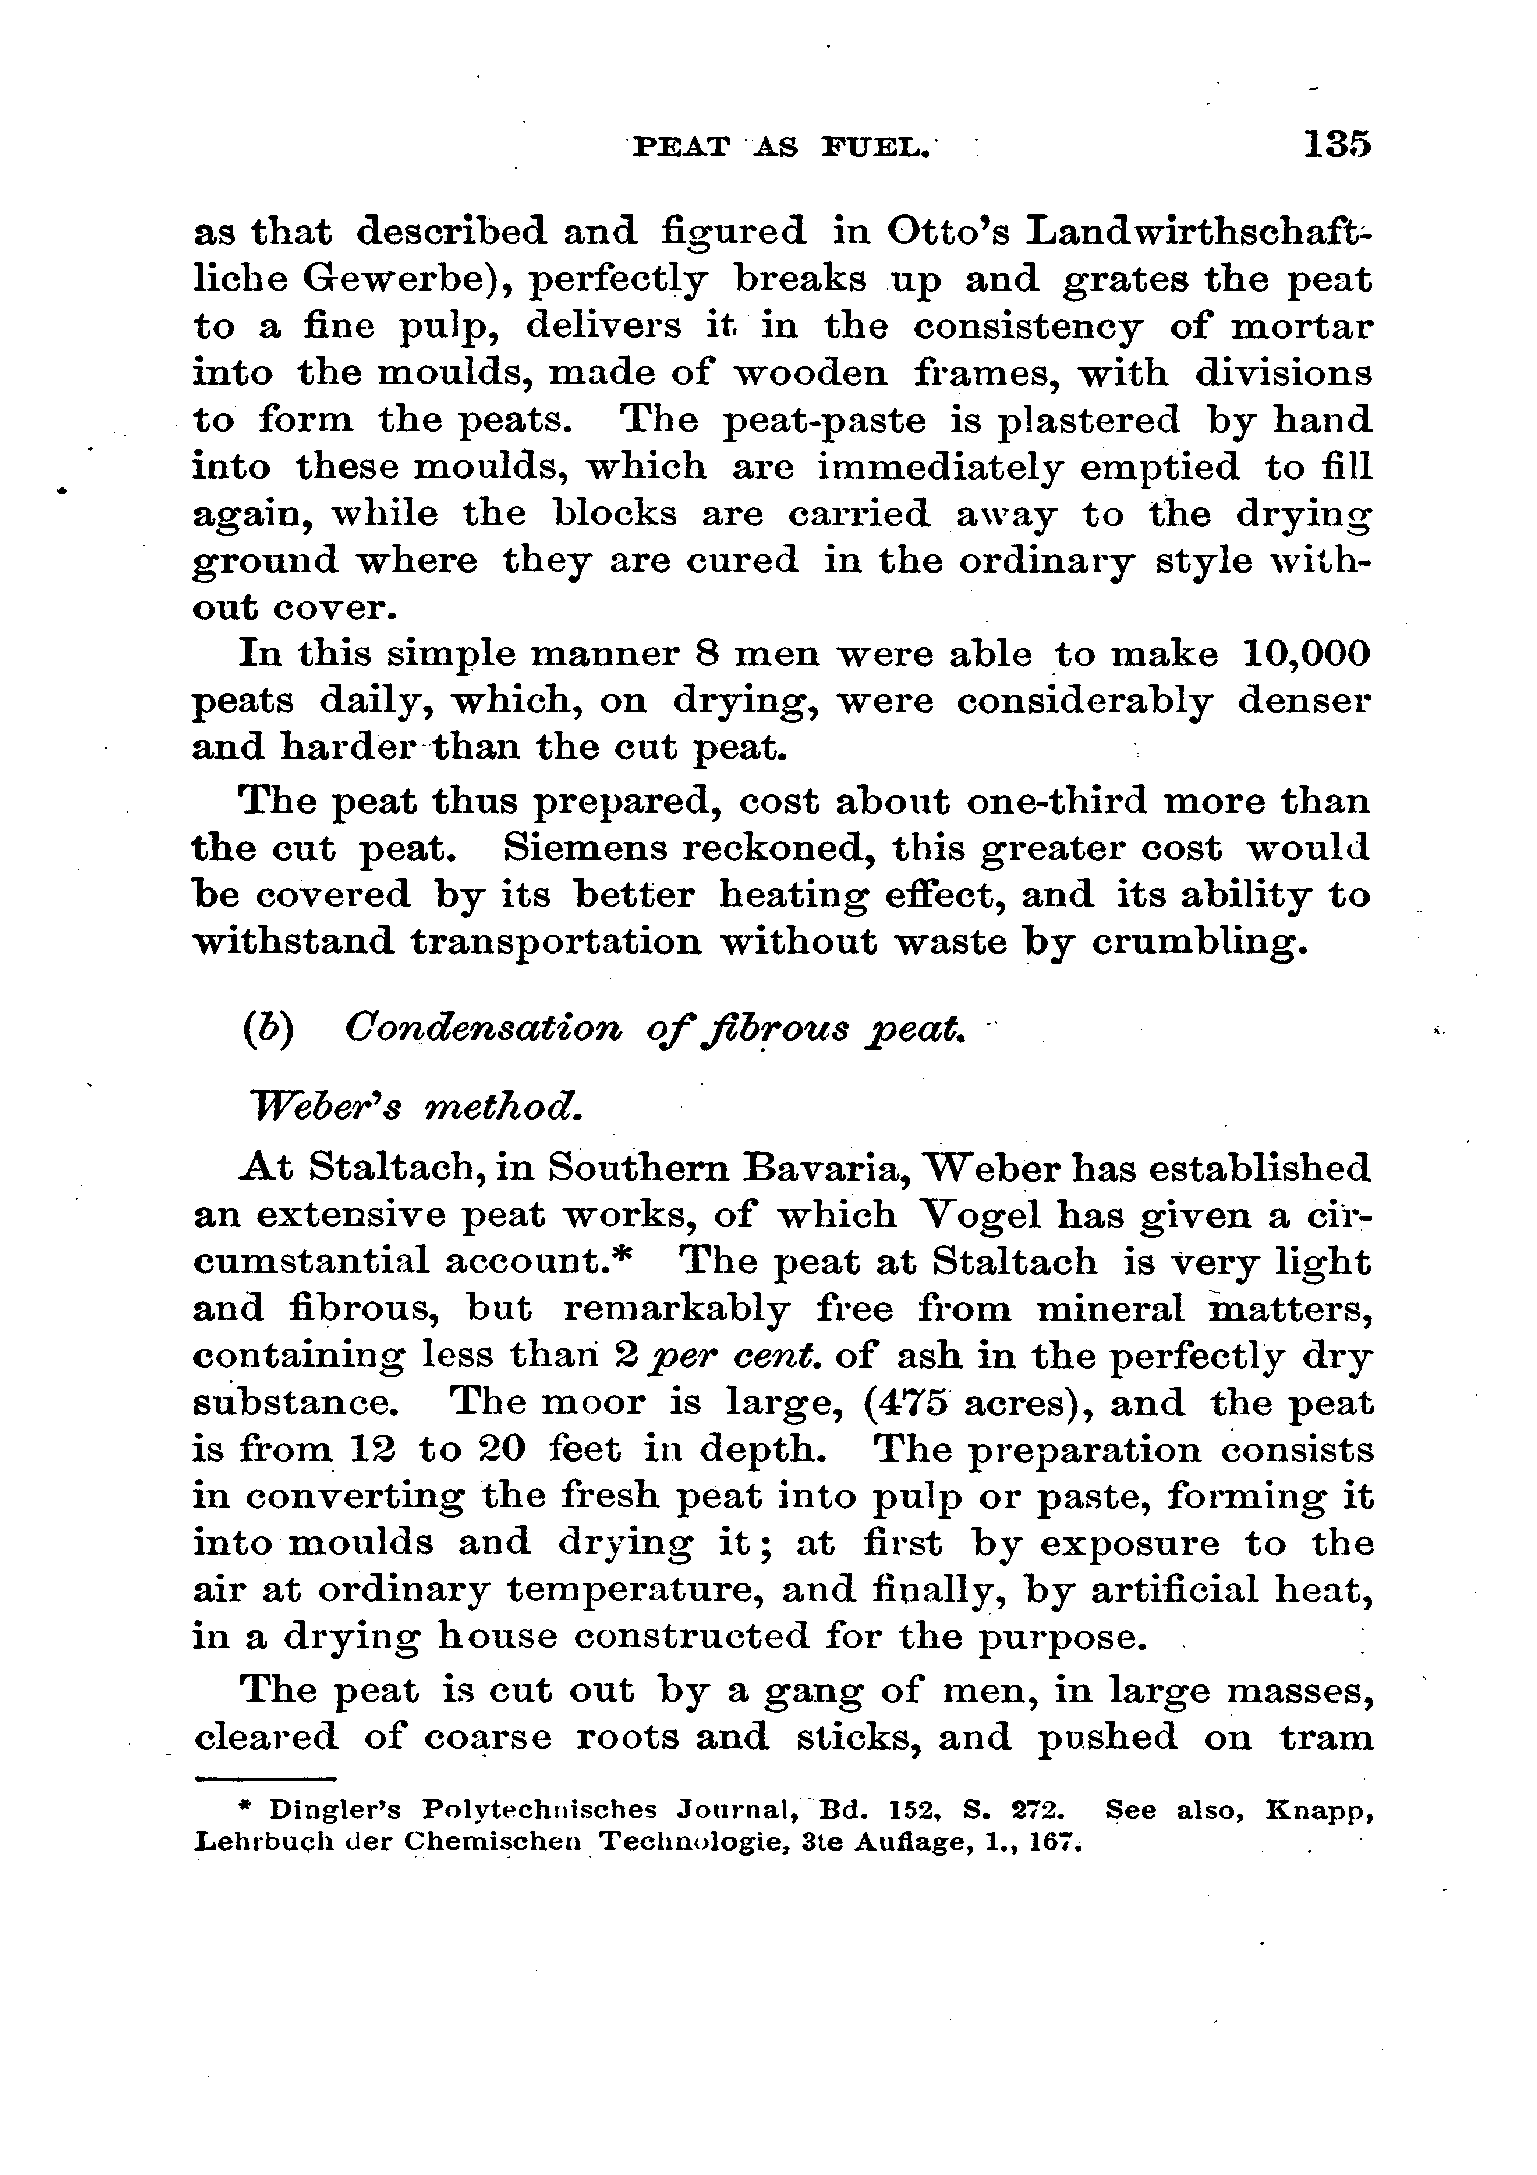 PEAT AS FUEL. 135
as that described and figured in Otto's Landwirthschaft-
liche Gewerbe), perfectly breaks up and grates the peat
to a fine pulp, delivers it in the consistency of mortar
into the moulds, made of wooden frames, with divisions
to form the peats. The peat-paste is plastered by hand
into these moulds, which are immediately emptied to fill
again, while the blocks are carried away to the drying
ground where they are cured in the ordinary style with-
out cover.
In this simple manner 8 men were able to make 10,000
peats daily, which, on drying, were considerably denser
and harder than the cut peat.
The peat thus prepared, cost about one-third more than
the cut peat. Siemens reckoned, this greater cost would
be covered by its better heating effect, and its ability to
withstand transportation without waste by crumbling.
(b) Condensation of fibrous peat.
Weber's method.
At Staltach, in Southern Bavaria, Weber has established
an extensive peat works, of which Vogel has given a cir-
cumstantial account.* The peat at Staltach is very light
and fibrous, but remarkably free from mineral matters,
containing less than 2 per cent. of ash in the perfectly dry
substance. The moor is large, (475 acres), and the peat
is from 12 to 20 feet in depth. The preparation consists
in converting the fresh peat into pulp or paste, forming it
into moulds and drying it; at first by exposure to the
air at ordinary temperature, and finally, by artificial heat,
in a drying house constructed for the purpose.
The peat is cut out by a gang of men, in large masses,
cleared of coarse roots and sticks, and pushed on tram
* Dingler's Polytechnisches Journal, Bd. 152, S. 272. See also, Knapp,
Lehrbuch der Chemischen Technologie, 3te Auflage, 1., 167.